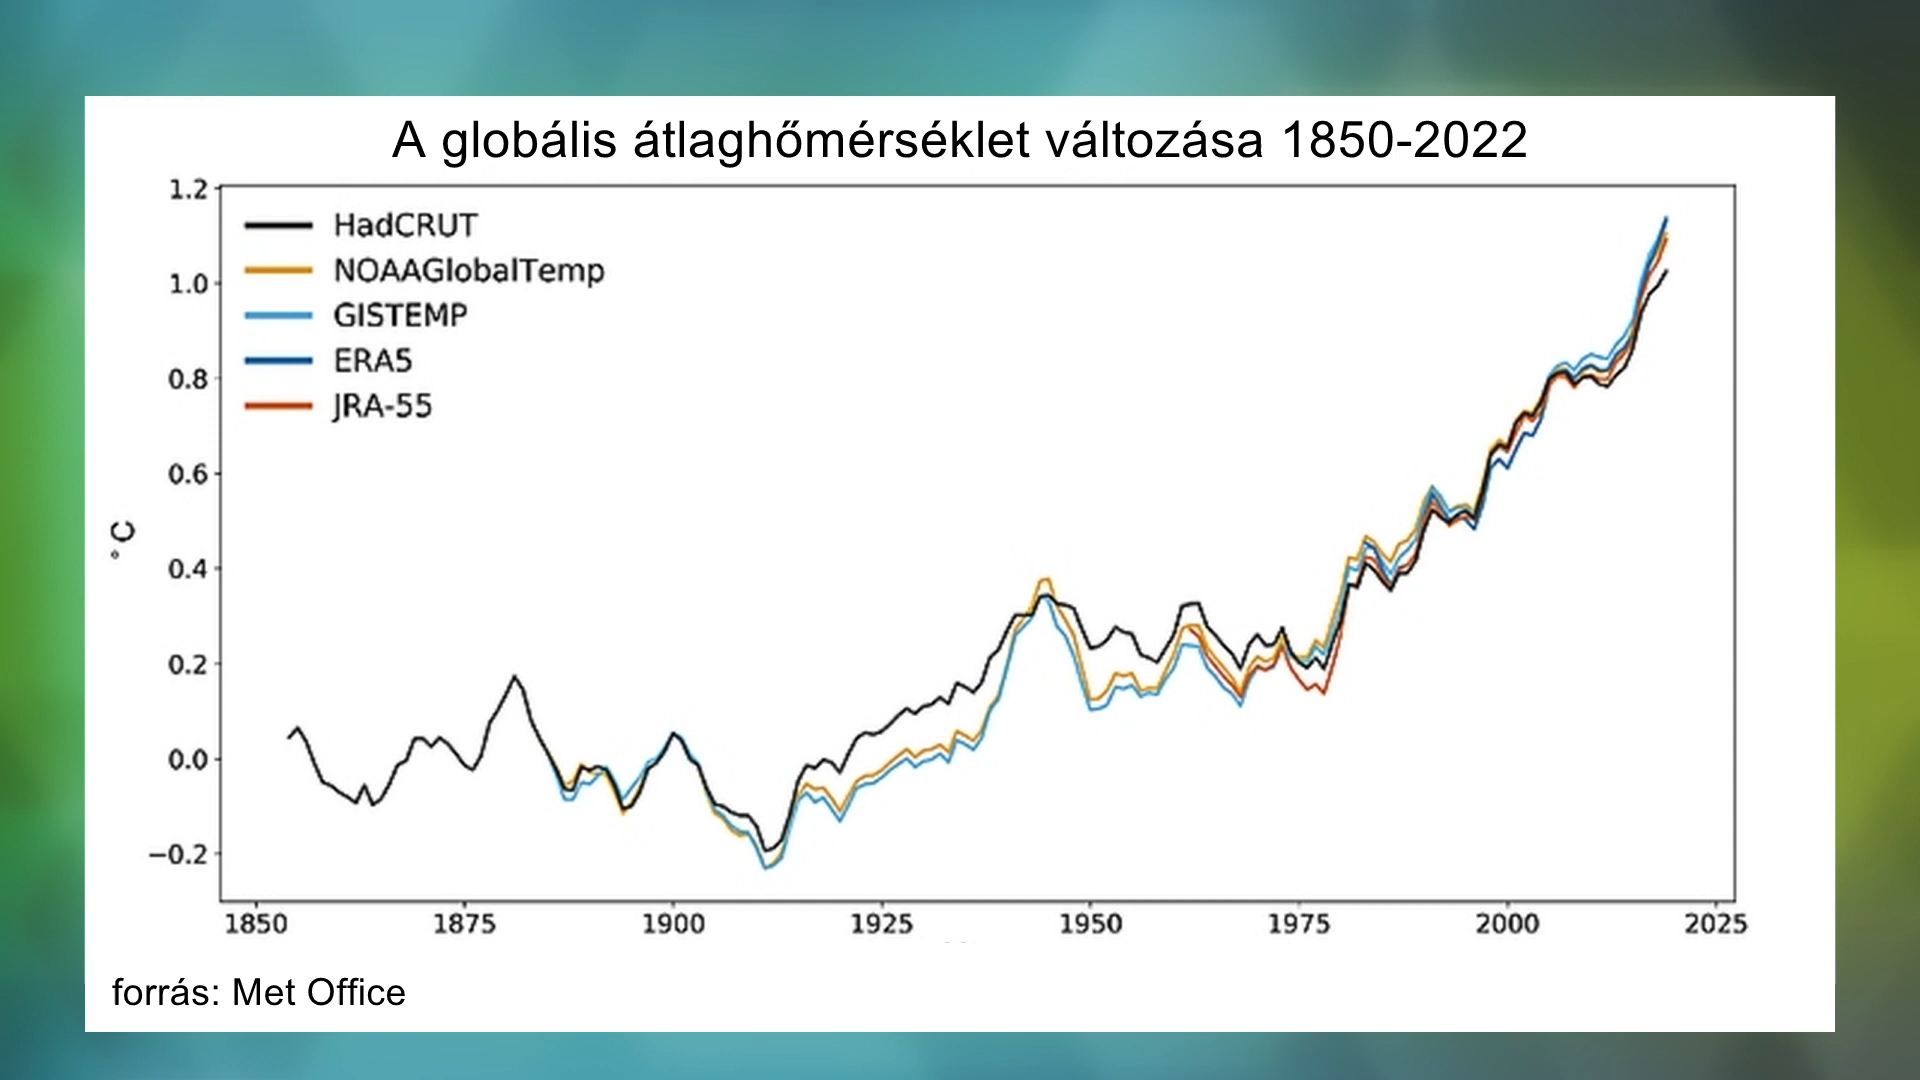 A globális átlaghőmérséklet változása 1850-2022
1.2
HadCRUT
NOAAGlobalTemp
1.0
GISTEMP
ERA5
0.8
JRA-55
0.6
°C
0.4
0.2
0.0
−0.2
1850 1875 1900 1925 1950 1975 2000 2025
forrás: Met Office